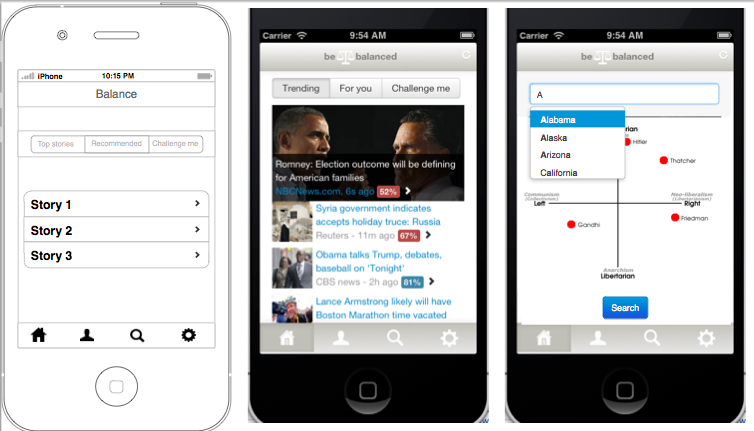 iPhone
10:15 PM
Balance
Top stories
Recommended
Challenge me
Story 1
Story 2
Story 3
Carrier
9:54 AM
be balanced
Trending
For you
Challenge me
Romney: Election outcome will be defining
for American families
NBCNews.com, 6s ago 52%
Syria government indicates
accepts holiday truce: Russia
Reuters - 11m ago 67%
Obama talks Trump, debates,
baseball on 'Tonight'
CBS news - 2h ago 81%
Lance Armstrong likely will have
Boston Marathon time vacated
Carrier
9:54 AM
be balanced
A
Alabama
Alaska
Arizona
California
Hitler
Thatcher
Communism
(Collectivism)
Left
Neo-liberalism
(Libertarianism)
Right
Gandhi
Friedman
Anarchism
Libertarian
Search